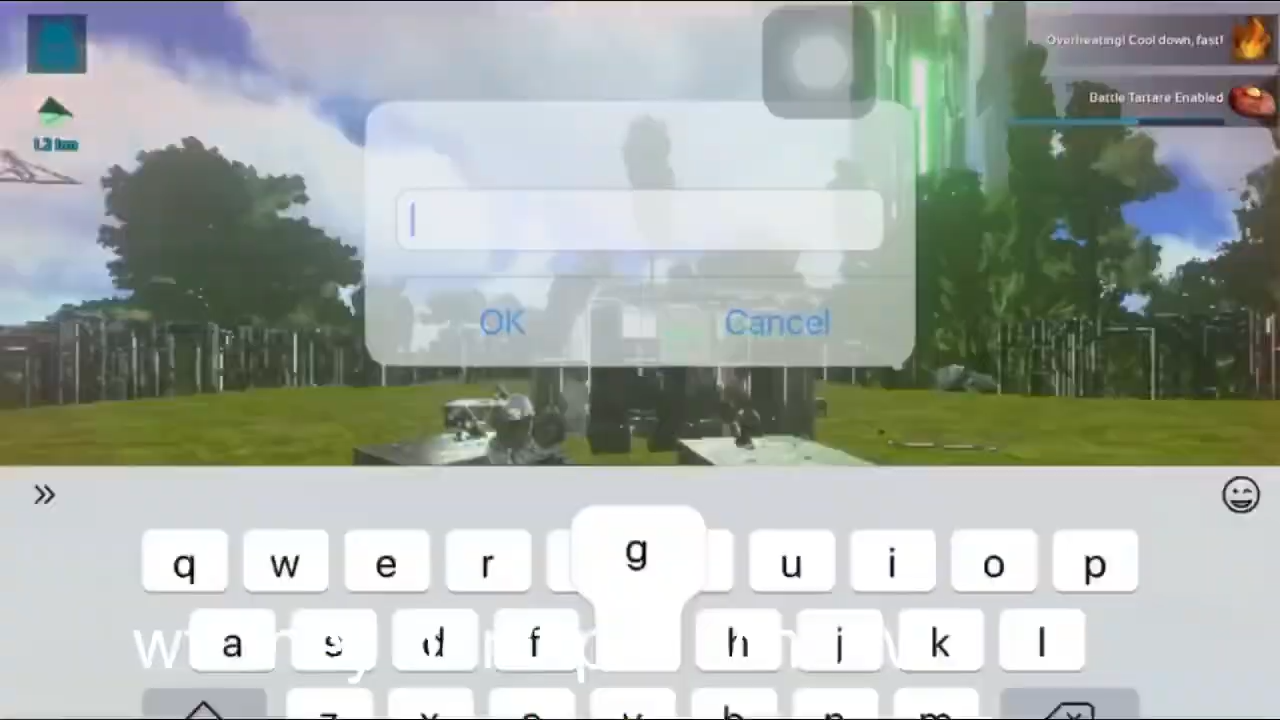 Overheating! Cool down, fast!
Battle Tartare Enabled
OK
Cancel
q w e r g u i o p
a s d f h j k l
z x c v b n m